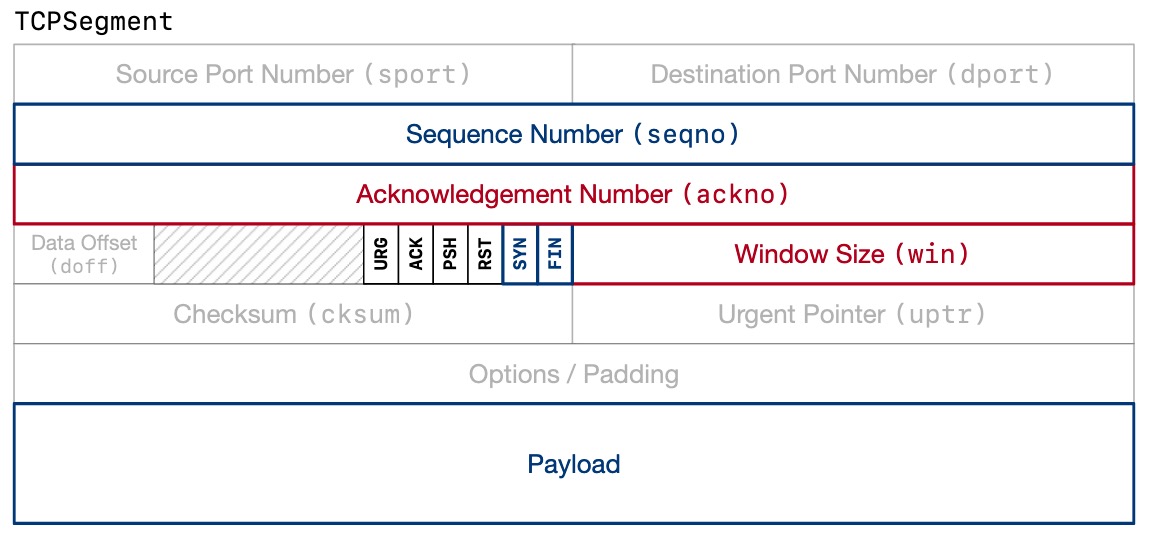 TCPSegment
Source Port Number (sport) Destination Port Number (dport)
Sequence Number (seqno)
Acknowledgement Number (ackno)
Data Offset
(doff)
URG ACK PSH RST SYN FIN
Window Size (win)
Checksum (cksum) Urgent Pointer (uptr)
Options / Padding
Payload